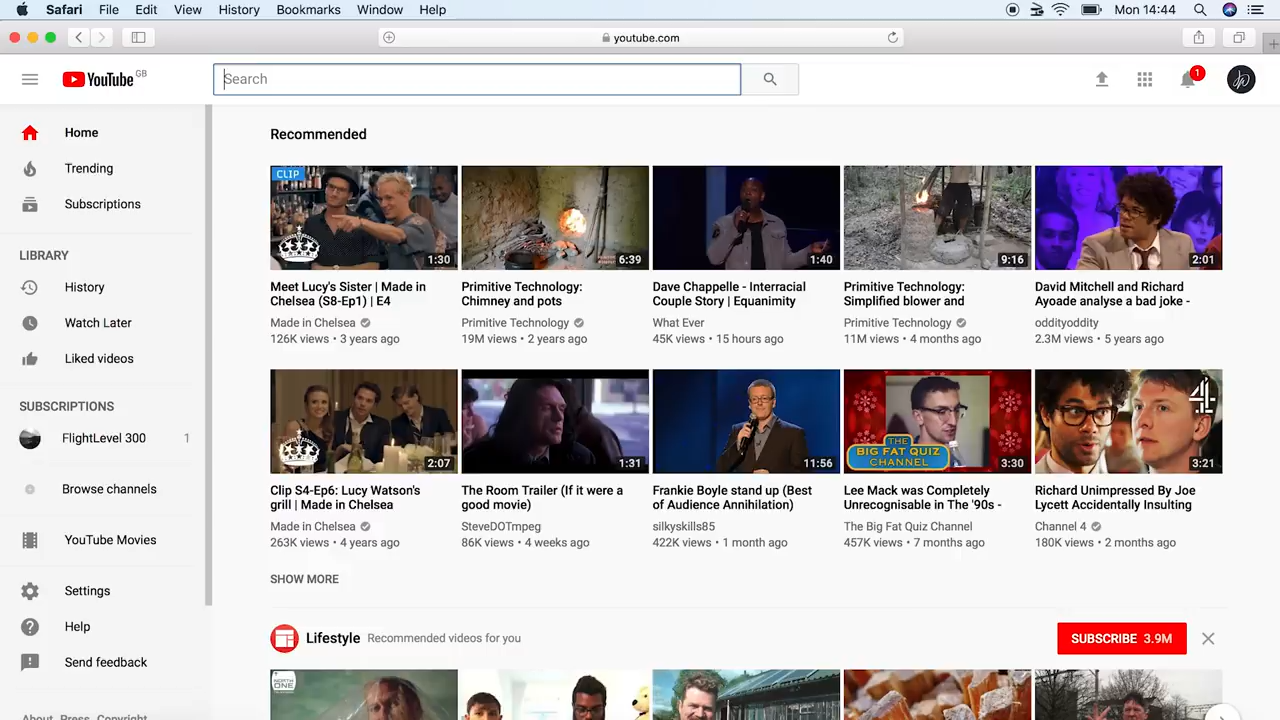 Safari File Edit View History Bookmarks Window Help Mon 14:44
youtube.com
YouTube GB
Search
1
Home
Trending
Subscriptions
LIBRARY
History
Watch Later
Liked videos
SUBSCRIPTIONS
FlightLevel 300 1
Browse channels
YouTube Movies
Settings
Help
Send feedback
About Press Copyright
Recommended
CLIP
1:30
6:39
1:40
9:16
2:01
Meet Lucy's Sister | Made in
Chelsea (S8-Ep1) | E4
Made in Chelsea
126K views • 3 years ago
Primitive Technology:
Chimney and pots
Primitive Technology
19M views • 2 years ago
Dave Chappelle - Interracial
Couple Story | Equanimity
What Ever
45K views • 15 hours ago
Primitive Technology:
Simplified blower and
Primitive Technology
11M views • 4 months ago
David Mitchell and Richard
Ayoade analyse a bad joke -
oddityoddity
2.3M views • 5 years ago
2:07
1:31
11:56
THE
BIG FAT QUIZ
CHANNEL
3:30
4
3:21
Clip S4-Ep6: Lucy Watson's
grill | Made in Chelsea
Made in Chelsea
263K views • 4 years ago
The Room Trailer (If it were a
good movie)
SteveDOTmpeg
86K views • 4 weeks ago
Frankie Boyle stand up (Best
of Audience Annihilation)
silkyskills85
422K views • 1 month ago
Lee Mack was Completely
Unrecognisable in The '90s -
The Big Fat Quiz Channel
457K views • 7 months ago
Richard Unimpressed By Joe
Lycett Accidentally Insulting
Channel 4
180K views • 2 months ago
SHOW MORE
Lifestyle Recommended videos for you
SUBSCRIBE 3.9M
NORTH
ONE